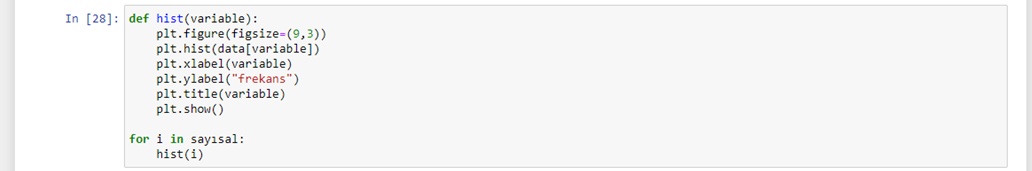 In [28]: def hist(variable):
    plt.figure(figsize=(9,3))
    plt.hist(data[variable])
    plt.xlabel(variable)
    plt.ylabel("frekans")
    plt.title(variable)
    plt.show()

for i in sayısal:
    hist(i)